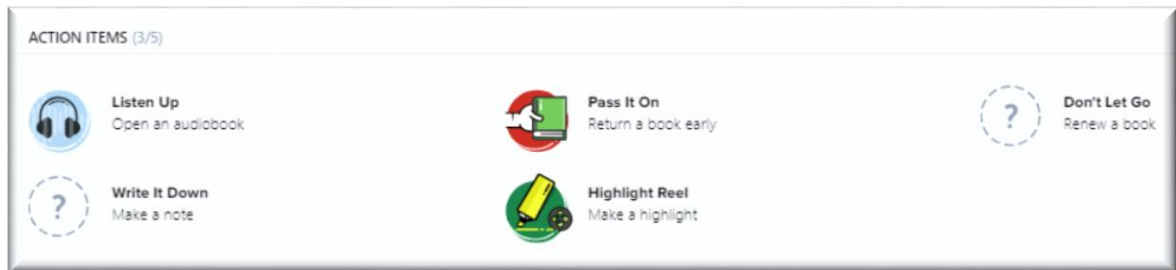 ACTION ITEMS (3/5)
Listen Up
Open an audiobook
Pass It On
Return a book early
Don't Let Go
Renew a book
?
Write It Down
Make a note
?
Highlight Reel
Make a highlight